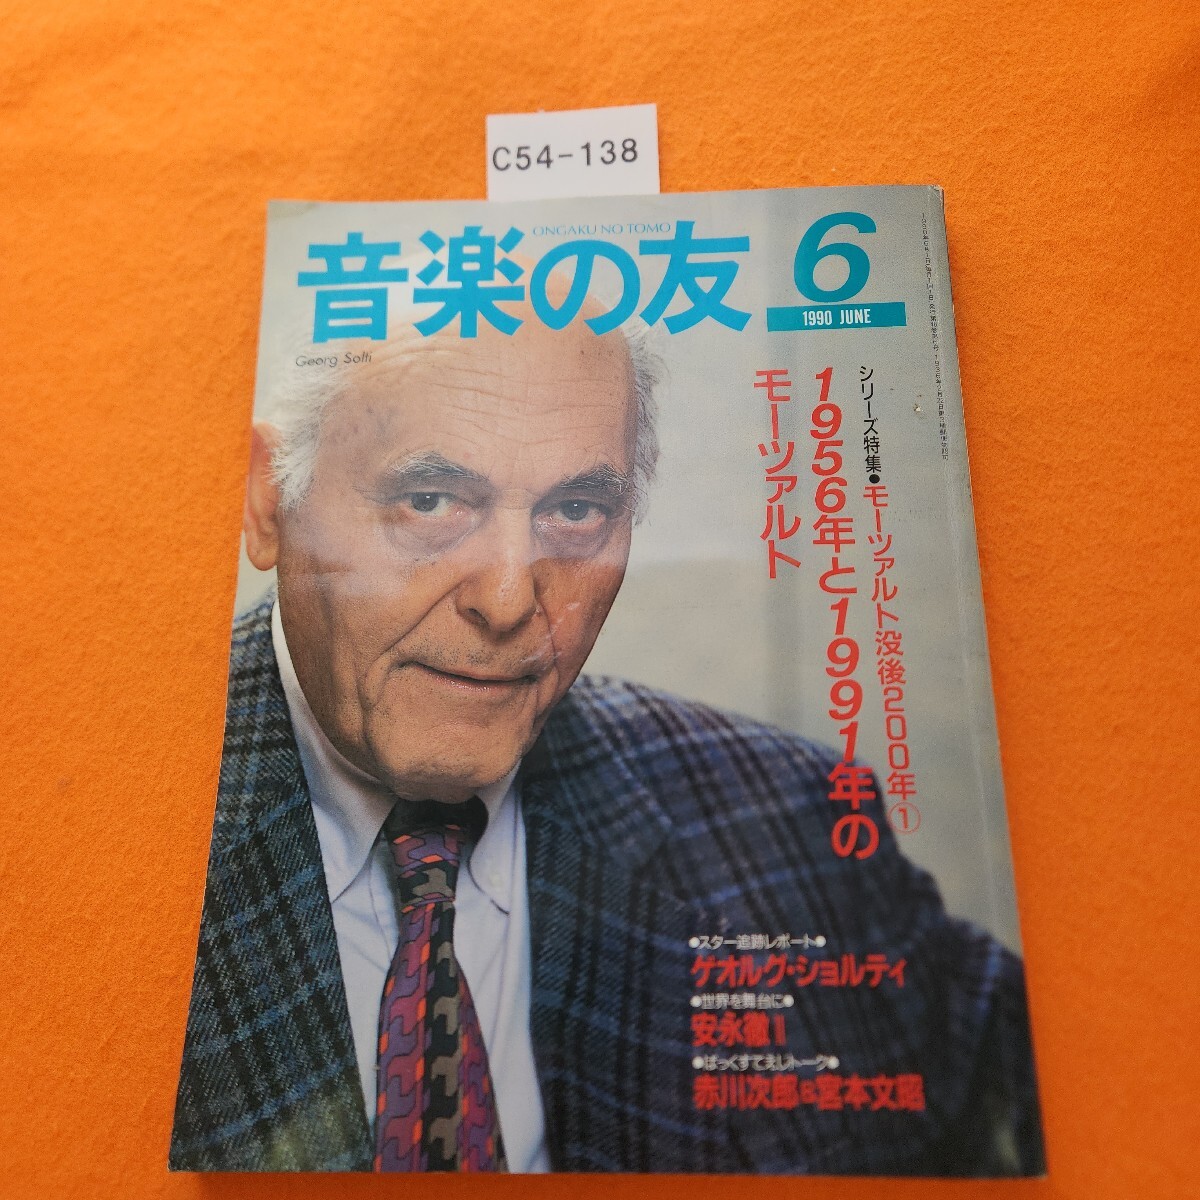 C54-138
ONGAKU NO TOMO
音楽の友
6
1990 JUNE
Georg Solti
シリーズ特集●モーツァルト没後200年①
1956年と1991年の
モーツァルト
●スター追跡レポート●
ゲオルグ・ショルティ
●世界を舞台に●
安永徹 II
●ばっくすてえじトーク●
赤川次郎&宮本文昭